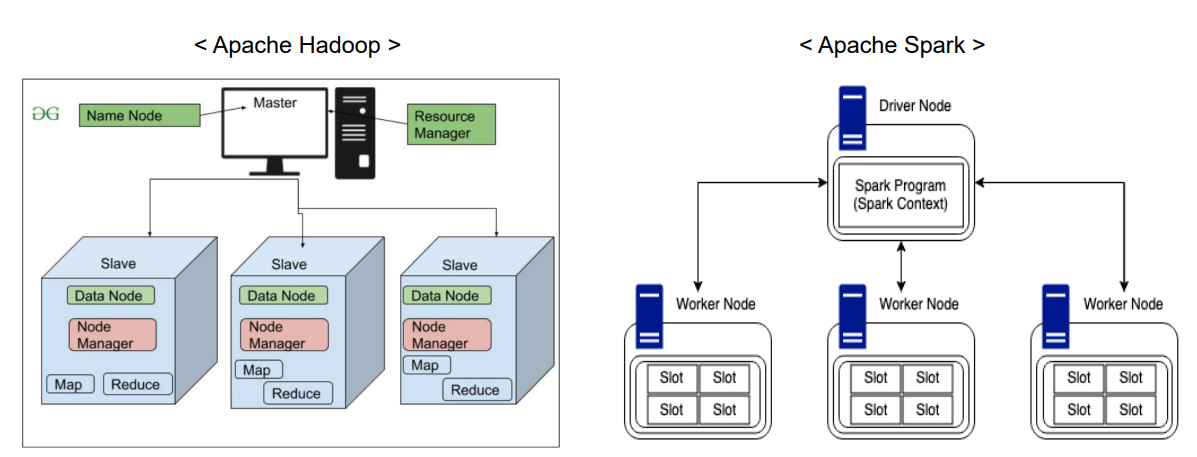 < Apache Hadoop >
Name Node
Master
Resource
Manager
Slave
Data Node
Node
Manager
Map
Reduce
Slave
Data Node
Node
Manager
Map
Reduce
Slave
Data Node
Node
Manager
Map
Reduce
< Apache Spark >
Driver Node
Spark Program
(Spark Context)
Worker Node
Slot Slot
Slot Slot
Worker Node
Slot Slot
Slot Slot
Worker Node
Slot Slot
Slot Slot